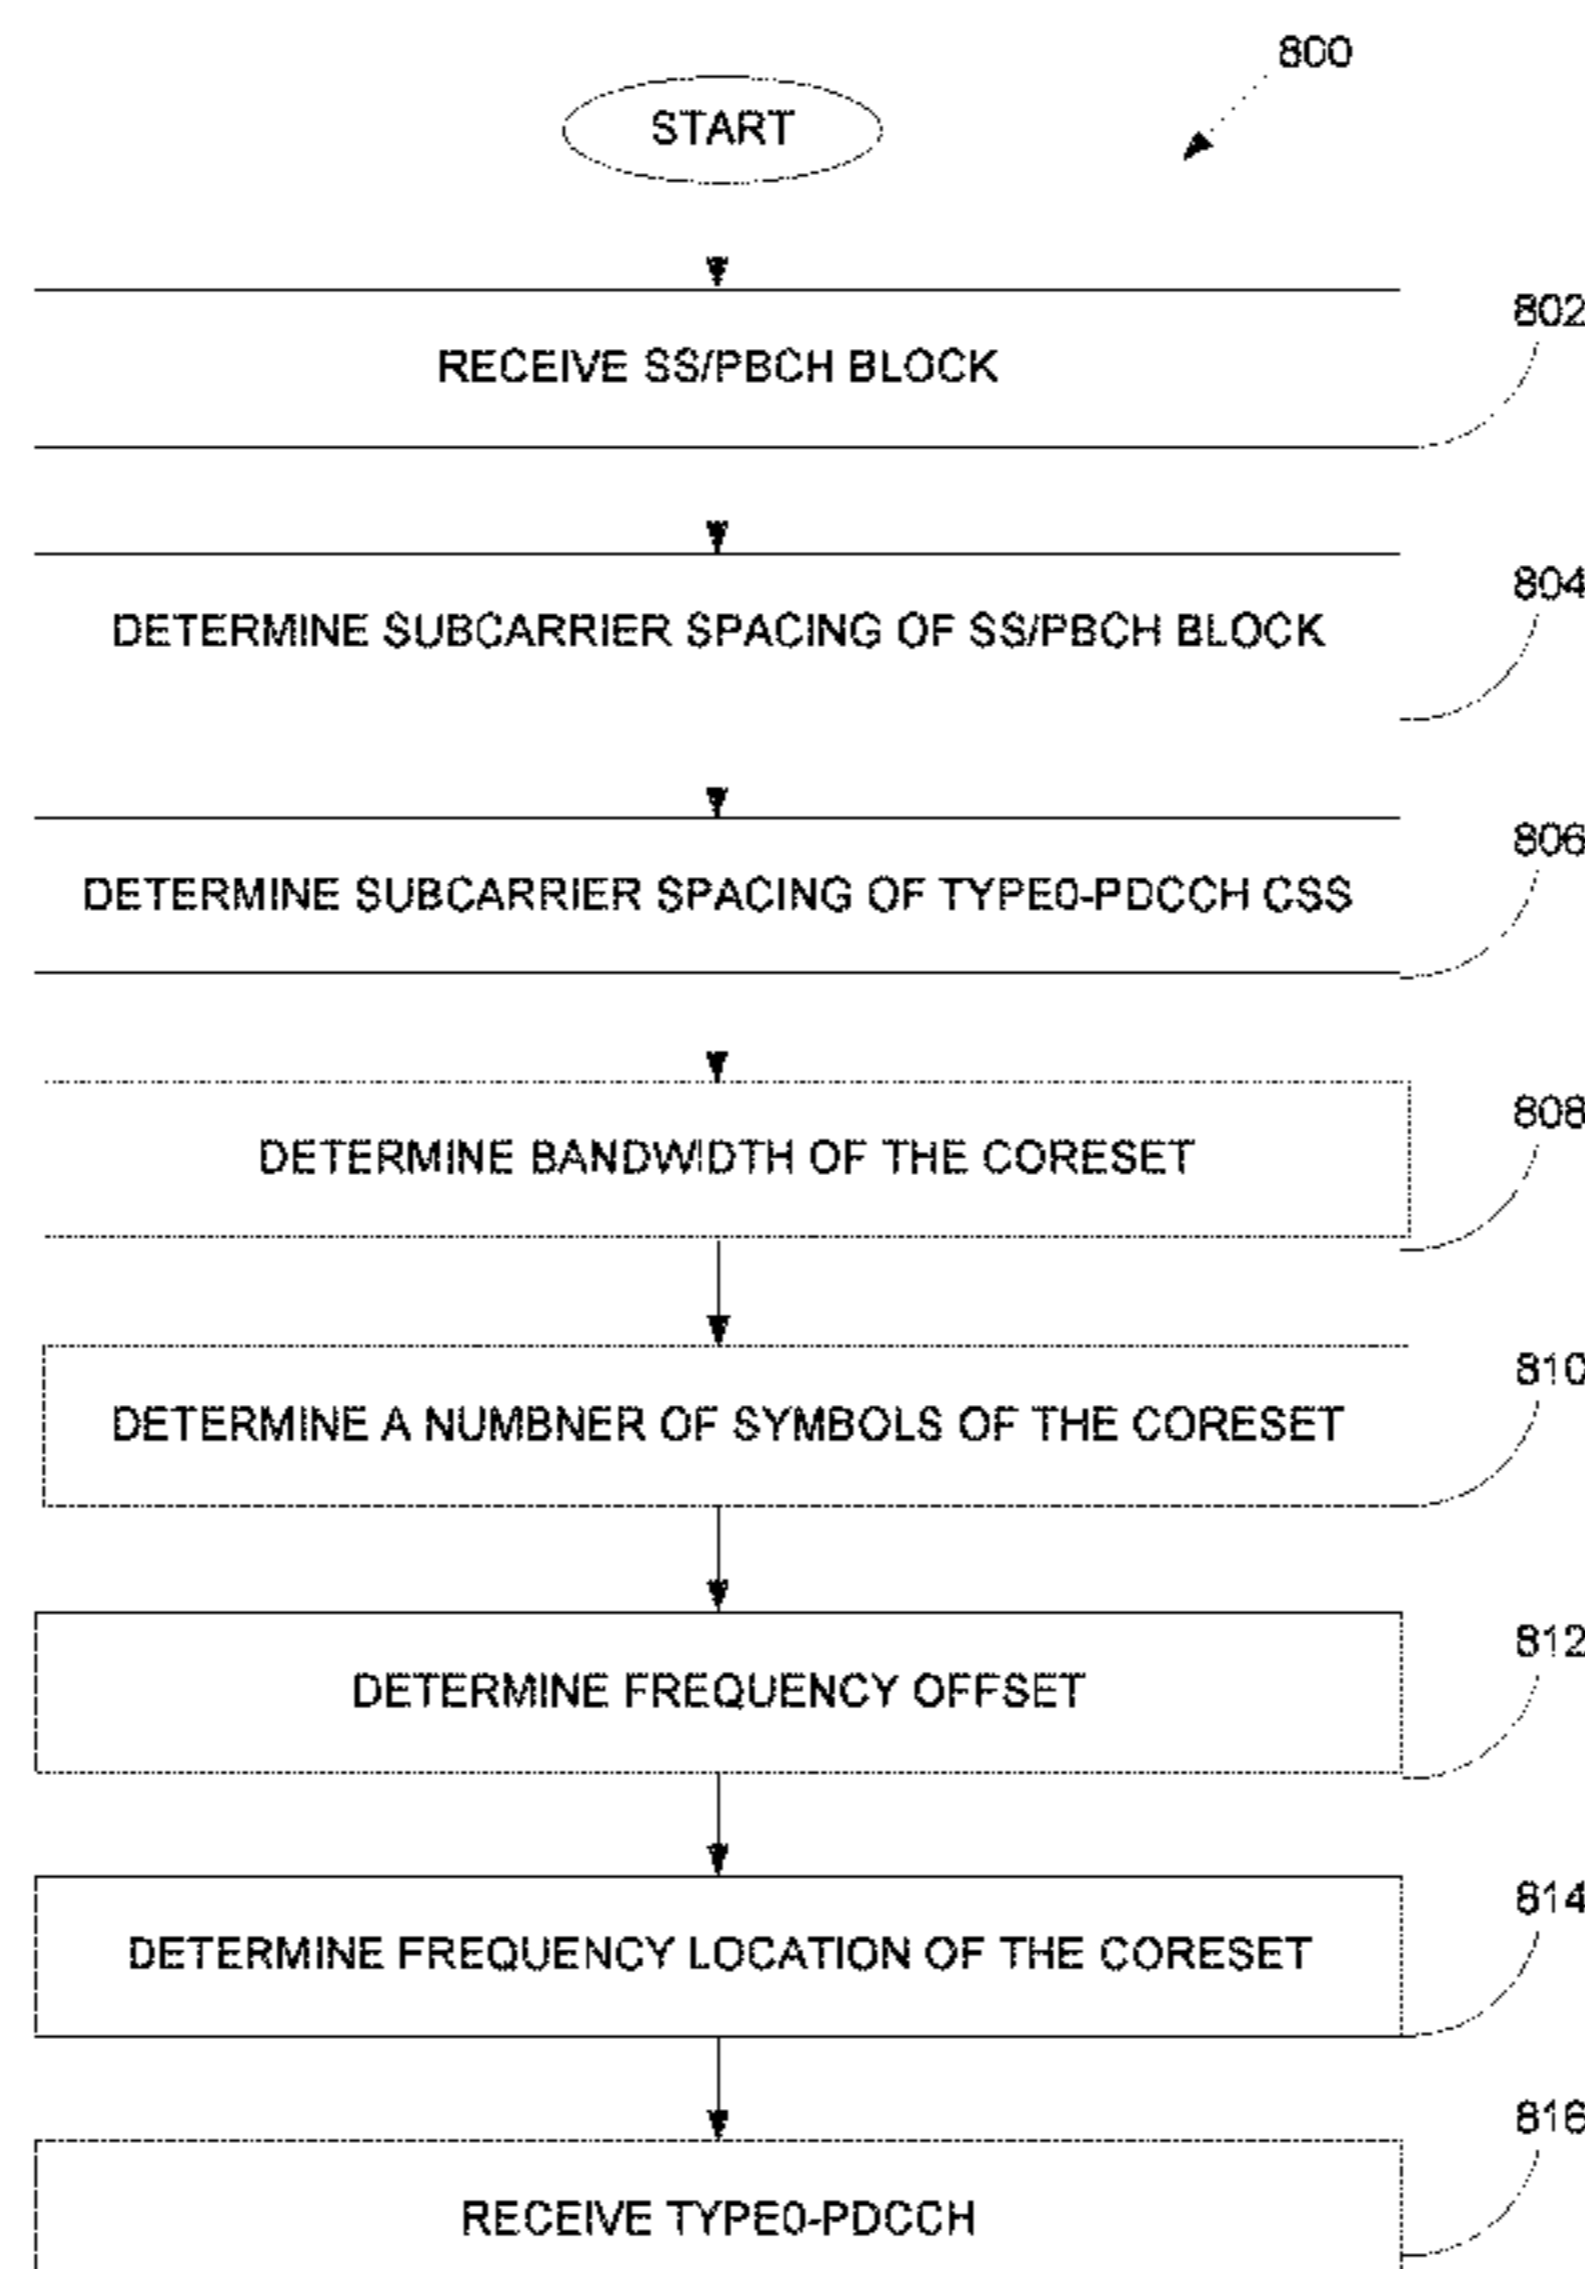 800
START
802
RECEIVE SS/PBCH BLOCK
804
DETERMINE SUBCARRIER SPACING OF SS/PBCH BLOCK
806
DETERMINE SUBCARRIER SPACING OF TYPE0-PDCCH CSS
808
DETERMINE BANDWIDTH OF THE CORESET
810
DETERMINE A NUMBNER OF SYMBOLS OF THE CORESET
812
DETERMINE FREQUENCY OFFSET
814
DETERMINE FREQUENCY LOCATION OF THE CORESET
816
RECEIVE TYPE0-PDCCH